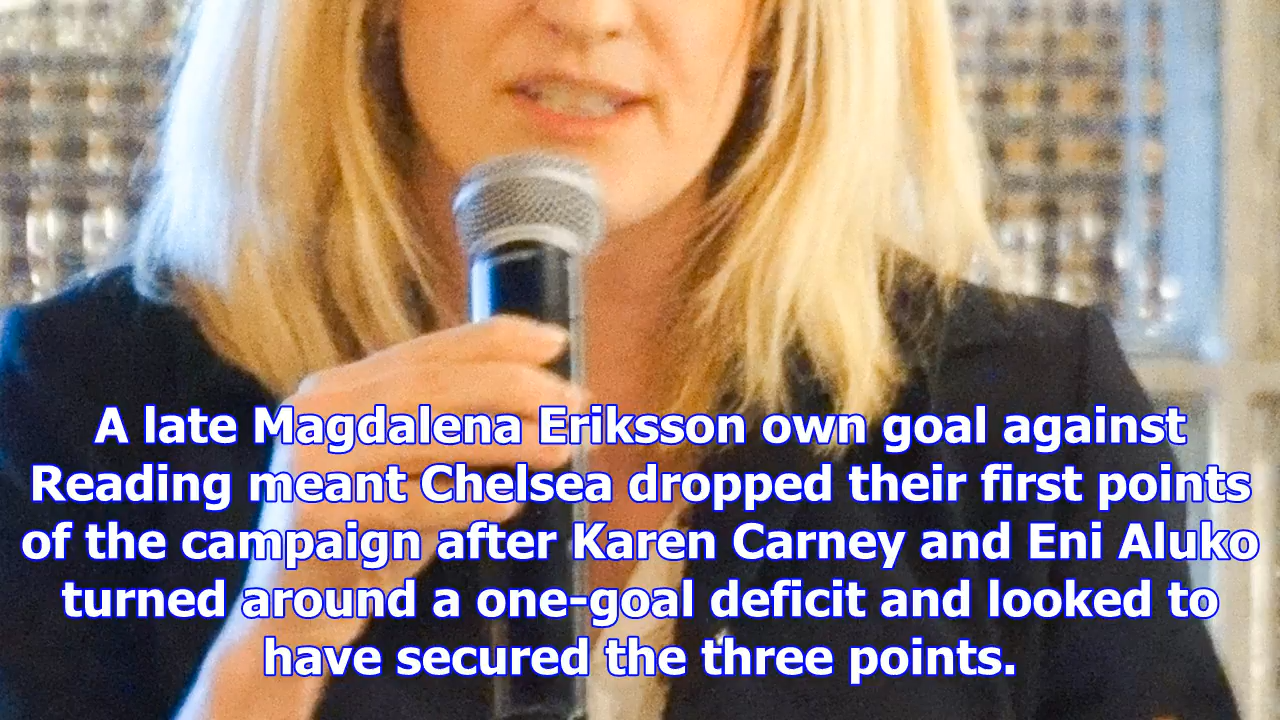 A late Magdalena Eriksson own goal against
Reading meant Chelsea dropped their first points
of the campaign after Karen Carney and Eni Aluko
turned around a one-goal deficit and looked to
have secured the three points.